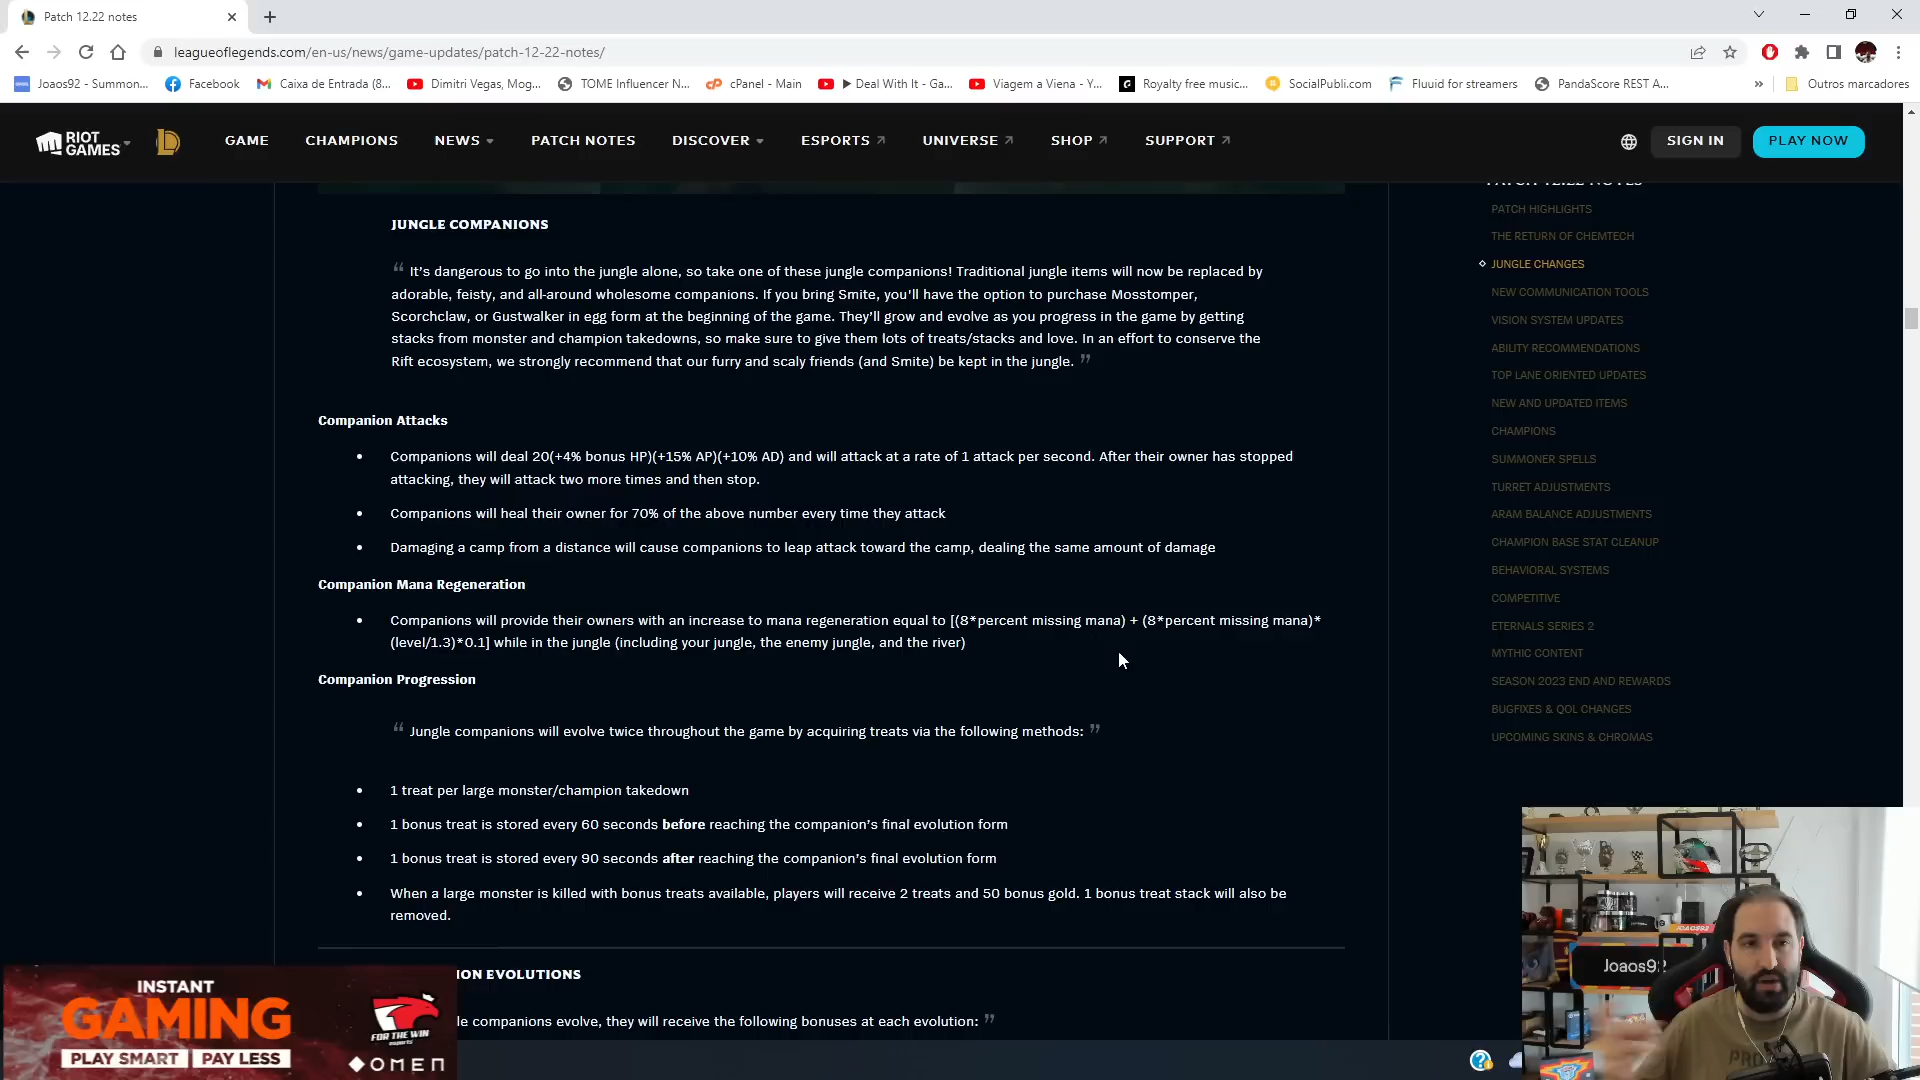 Patch 12.22 notes
leagueoflegends.com/en-us/news/game-updates/patch-12-22-notes/
Joaos92 - Summon...
Facebook
Caixa de Entrada (8...
Dimitri Vegas, Mog...
TOME Influencer N...
cPanel - Main
▶ Deal With It - Ga...
Viagem a Viena - Y...
Royalty free music...
SocialPubli.com
Fluuid for streamers
PandaScore REST A...
»
Outros marcadores
RIOT GAMES
GAME
CHAMPIONS
NEWS
PATCH NOTES
DISCOVER
ESPORTS
UNIVERSE
SHOP
SUPPORT
SIGN IN
PLAY NOW
JUNGLE COMPANIONS
“ It's dangerous to go into the jungle alone, so take one of these jungle companions! Traditional jungle items will now be replaced by
adorable, feisty, and all-around wholesome companions. If you bring Smite, you'll have the option to purchase Mosstomper,
Scorchclaw, or Gustwalker in egg form at the beginning of the game. They'll grow and evolve as you progress in the game by getting
stacks from monster and champion takedowns, so make sure to give them lots of treats/stacks and love. In an effort to conserve the
Rift ecosystem, we strongly recommend that our furry and scaly friends (and Smite) be kept in the jungle. ”
Companion Attacks
• Companions will deal 20(+4% bonus HP)(+15% AP)(+10% AD) and will attack at a rate of 1 attack per second. After their owner has stopped
attacking, they will attack two more times and then stop.
• Companions will heal their owner for 70% of the above number every time they attack
• Damaging a camp from a distance will cause companions to leap attack toward the camp, dealing the same amount of damage
Companion Mana Regeneration
• Companions will provide their owners with an increase to mana regeneration equal to [(8*percent missing mana) + (8*percent missing mana)*
(level/1.3)*0.1] while in the jungle (including your jungle, the enemy jungle, and the river)
Companion Progression
“ Jungle companions will evolve twice throughout the game by acquiring treats via the following methods: ”
• 1 treat per large monster/champion takedown
• 1 bonus treat is stored every 60 seconds before reaching the companion's final evolution form
• 1 bonus treat is stored every 90 seconds after reaching the companion's final evolution form
• When a large monster is killed with bonus treats available, players will receive 2 treats and 50 bonus gold. 1 bonus treat stack will also be
removed.
ION EVOLUTIONS
gle companions evolve, they will receive the following bonuses at each evolution: ”
PATCH 12.22 NOTES
PATCH HIGHLIGHTS
THE RETURN OF CHEMTECH
JUNGLE CHANGES
NEW COMMUNICATION TOOLS
VISION SYSTEM UPDATES
ABILITY RECOMMENDATIONS
TOP LANE ORIENTED UPDATES
NEW AND UPDATED ITEMS
CHAMPIONS
SUMMONER SPELLS
TURRET ADJUSTMENTS
ARAM BALANCE ADJUSTMENTS
CHAMPION BASE STAT CLEANUP
BEHAVIORAL SYSTEMS
COMPETITIVE
ETERNALS SERIES 2
MYTHIC CONTENT
SEASON 2023 END AND REWARDS
BUGFIXES & QOL CHANGES
UPCOMING SKINS & CHROMAS
INSTANT
GAMING
PLAY SMART | PAY LESS
FOR THE WIN
esports
OMEN
JOAOS92
Joaos92